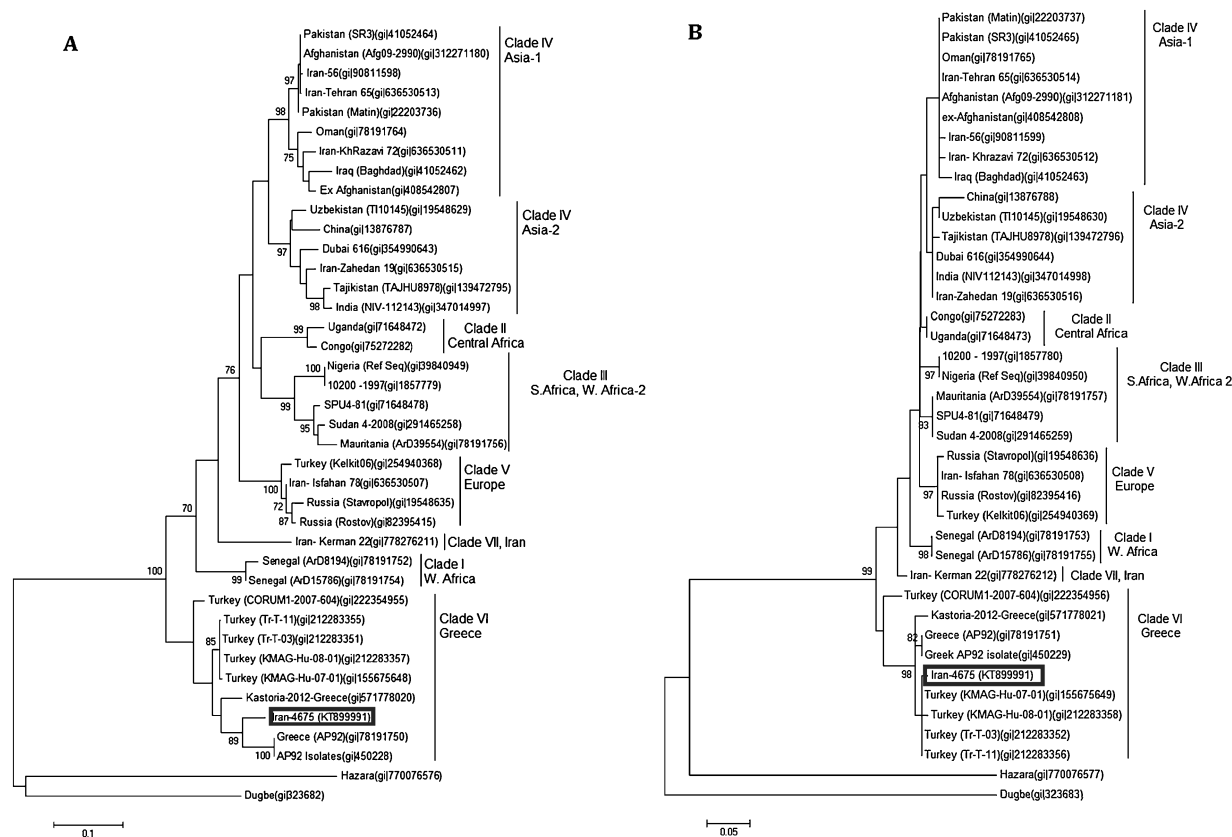 A
Pakistan (SR3)(gi|41052464)
Afghanistan (Afg09-2990)(gi|312271180)
Iran-56(gi|90811598)
Iran-Tehran 65(gi|636530513)
Pakistan (Matin)(gi|22203736)
Oman(gi|78191764)
Iran-KhRazavi 72(gi|636530511)
Iraq (Baghdad)(gi|41052462)
Ex Afghanistan(gi|408542807)
Uzbekistan (TI10145)(gi|19548629)
China(gi|13876787)
Dubai 616(gi|354990643)
Iran-Zahedan 19(gi|636530515)
Tajikistan (TAJHU8978)(gi|139472795)
India (NIV-112143)(gi|347014997)
Uganda(gi|71648472)
Congo(gi|75272282)
Nigeria (Ref Seq)(gi|39840949)
10200 -1997(gi|1857779)
SPU4-81(gi|71648478)
Sudan 4-2008(gi|291465258)
Mauritania (ArD39554)(gi|78191756)
Turkey (Kelkit06)(gi|254940368)
Iran- Isfahan 78(gi|636530507)
Russia (Stavropol)(gi|19548635)
Russia (Rostov)(gi|82395415)
Iran- Kerman 22(gi|778276211)
Senegal (ArD8194)(gi|78191752)
Senegal (ArD15786)(gi|78191754)
Turkey (CORUM1-2007-604)(gi|222354955)
Turkey (Tr-T-11)(gi|212283355)
Turkey (Tr-T-03)(gi|212283351)
Turkey (KMAG-Hu-08-01)(gi|212283357)
Turkey (KMAG-Hu-07-01)(gi|155675648)
Kastoria-2012-Greece(gi|571778020)
Iran-4675 (KT899991)
Greece (AP92)(gi|78191750)
AP92 Isolates(gi|450228)
Hazara(gi|770076576)
Dugbe(gi|323682)
Clade IV
Asia-1
Clade IV
Asia-2
Clade II
Central Africa
Clade III
S.Africa, W. Africa-2
Clade V
Europe
Clade VII, Iran
Clade I
W. Africa
Clade VI
Greece
97
98
75
97
98
99
76
100
99
95
100
72
87
70
99
100
85
89
100
0.1
B
Pakistan (Matin)(gi|22203737)
Pakistan (SR3)(gi|41052465)
Oman(gi|78191765)
Iran-Tehran 65(gi|636530514)
Afghanistan (Afg09-2990)(gi|312271181)
ex-Afghanistan(gi|408542808)
Iran-56(gi|90811599)
Iran- Khrazavi 72(gi|636530512)
Iraq (Baghdad)(gi|41052463)
China(gi|13876788)
Uzbekistan (TI10145)(gi|19548630)
Tajikistan (TAJHU8978)(gi|139472796)
Dubai 616(gi|354990644)
India (NIV112143)(gi|347014998)
Iran-Zahedan 19(gi|636530516)
Congo(gi|75272283)
Uganda(gi|71648473)
10200 - 1997(gi|1857780)
Nigeria (Ref Seq)(gi|39840950)
Mauritania (ArD39554)(gi|78191757)
SPU4-81(gi|71648479)
Sudan 4-2008(gi|291465259)
Russia (Stavropol)(gi|19548636)
Iran- Isfahan 78(gi|636530508)
Russia (Rostov)(gi|82395416)
Turkey (Kelkit06)(gi|254940369)
Senegal (ArD8194)(gi|78191753)
Senegal (ArD15786)(gi|78191755)
Iran- Kerman 22(gi|778276212)
Turkey (CORUM1-2007-604)(gi|222354956)
Kastoria-2012-Greece(gi|571778021)
Greece (AP92)(gi|78191751)
Greek AP92 isolate(gi|450229)
Iran-4675 (KT899991)
Turkey (KMAG-Hu-07-01)(gi|155675649)
Turkey (KMAG-Hu-08-01)(gi|212283358)
Turkey (Tr-T-03)(gi|212283352)
Turkey (Tr-T-11)(gi|212283356)
Hazara(gi|770076577)
Dugbe(gi|323683)
Clade IV
Asia-1
Clade IV
Asia-2
Clade II
Central Africa
Clade III
S.Africa, W.Africa 2
Clade V
Europe
Clade I
W. Africa
Clade VII, Iran
Clade VI
Greece
97
93
97
98
99
82
98
0.05